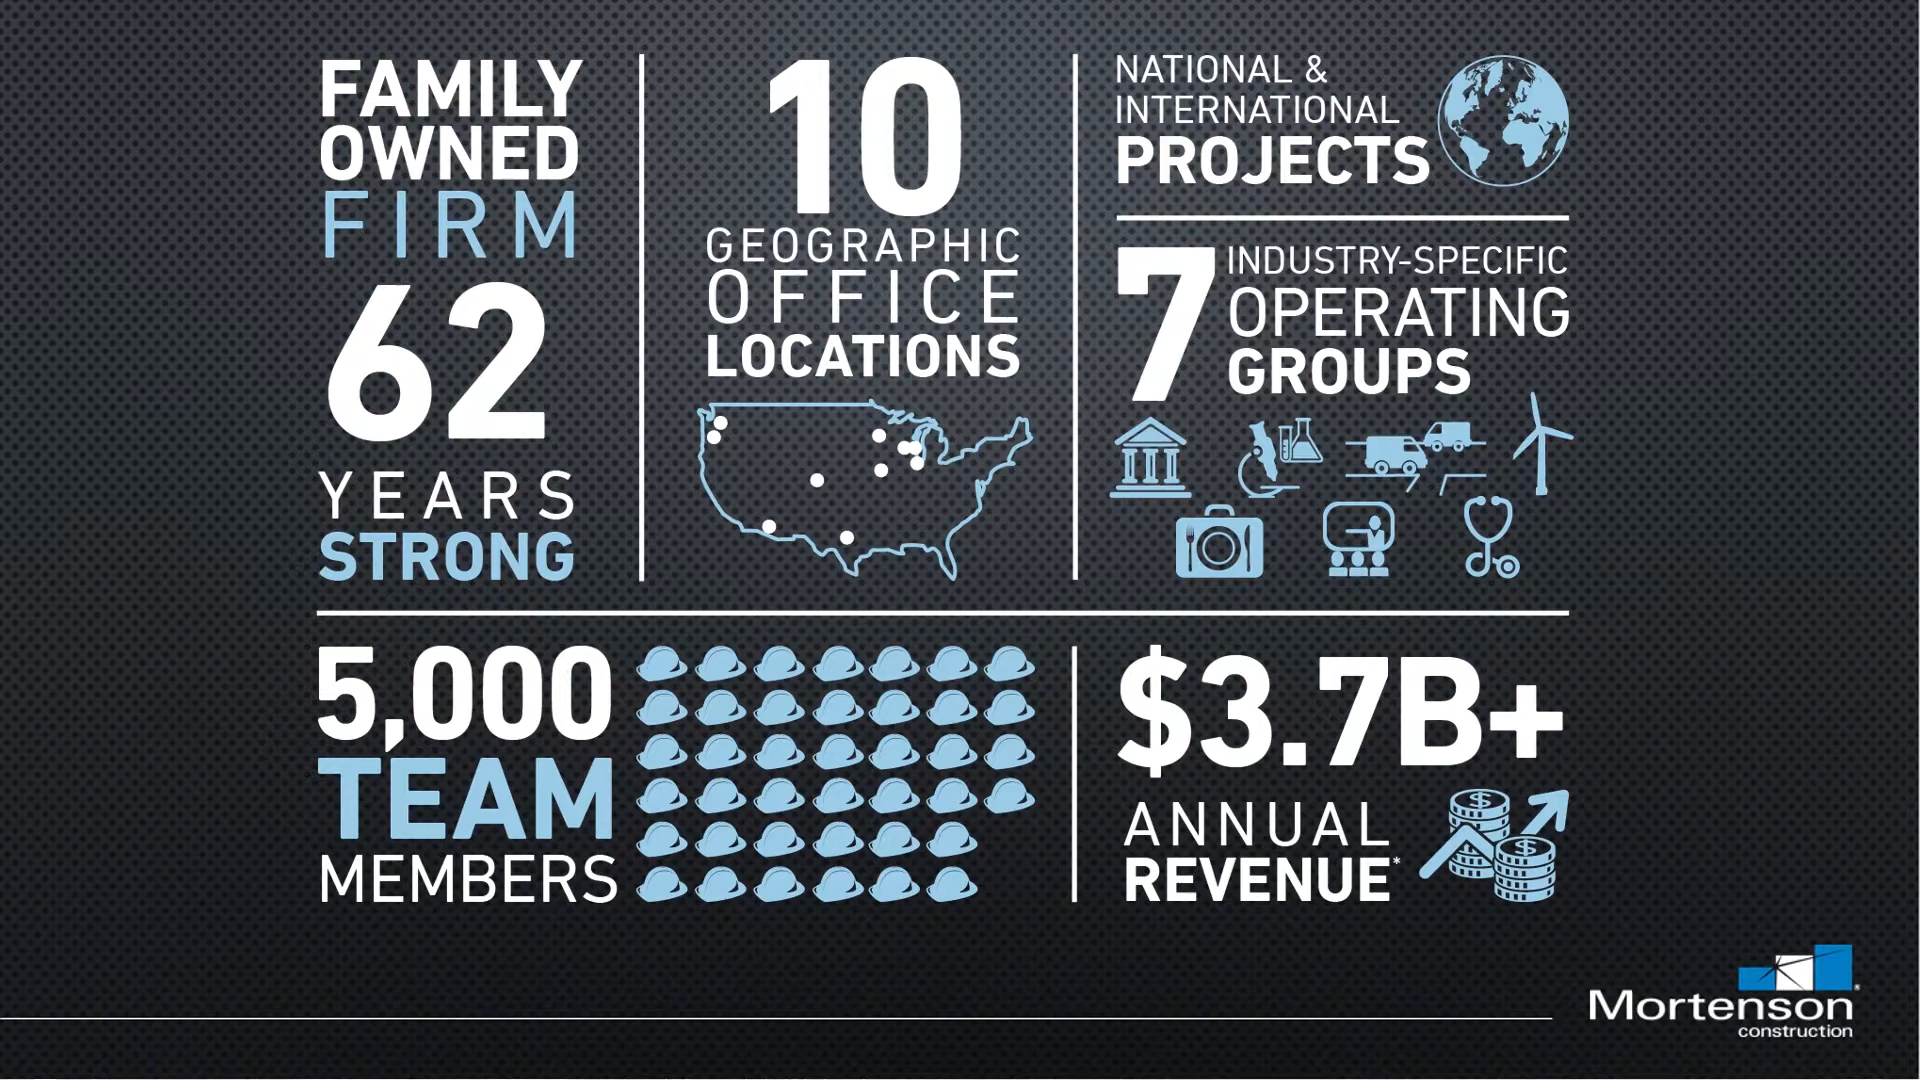 FAMILY
OWNED
FIRM
62
YEARS
STRONG
10
GEOGRAPHIC
OFFICE
LOCATIONS
NATIONAL &
INTERNATIONAL
PROJECTS
7
INDUSTRY-SPECIFIC
OPERATING
GROUPS
5,000
TEAM
MEMBERS
$3.7B+
ANNUAL
REVENUE*
$
$
Mortenson
construction